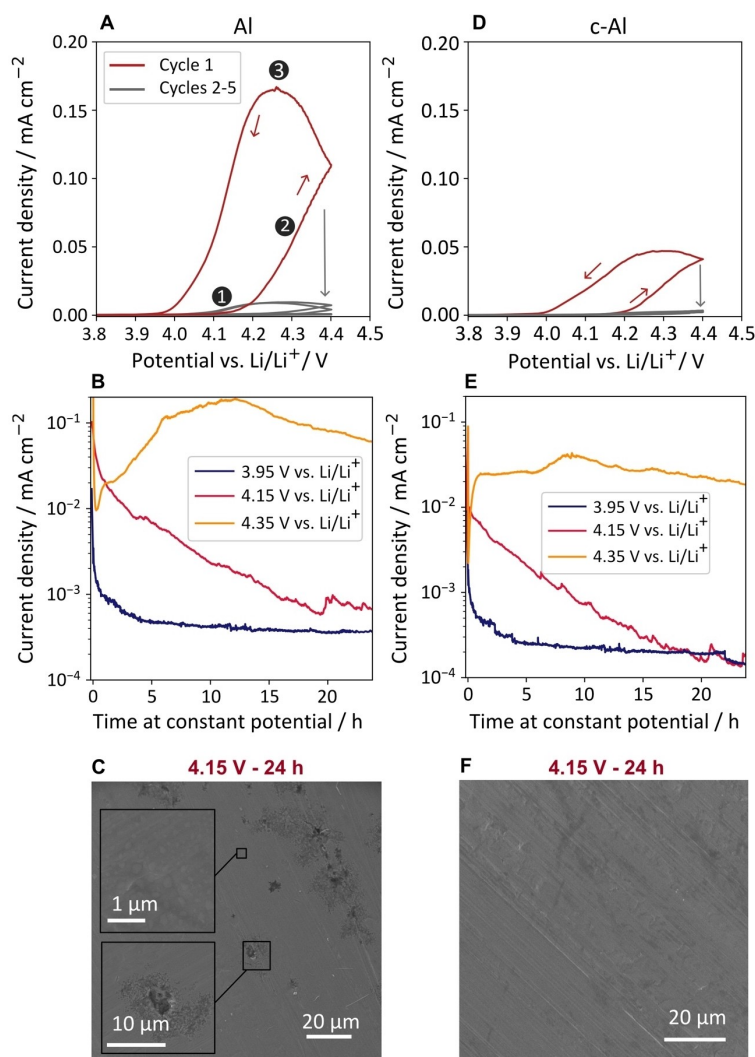 A
Al
0.20
0.15
0.10
0.05
0.00
Current density / mA cm⁻²
Cycle 1
Cycles 2-5
3
2
1
3.8 3.9 4.0 4.1 4.2 4.3 4.4 4.5
Potential vs. Li/Li⁺/ V
D
c-Al
0.20
0.15
0.10
0.05
0.00
Current density / mA cm⁻²
3.8 3.9 4.0 4.1 4.2 4.3 4.4 4.5
Potential vs. Li/Li⁺/ V
B
10⁻¹
10⁻²
10⁻³
10⁻⁴
Current density / mA cm⁻²
3.95 V vs. Li/Li⁺
4.15 V vs. Li/Li⁺
4.35 V vs. Li/Li⁺
0 5 10 15 20
Time at constant potential / h
E
10⁻¹
10⁻²
10⁻³
10⁻⁴
Current density / mA cm⁻²
3.95 V vs. Li/Li⁺
4.15 V vs. Li/Li⁺
4.35 V vs. Li/Li⁺
0 5 10 15 20
Time at constant potential / h
C
4.15 V - 24 h
1 μm
10 μm
20 μm
F
4.15 V - 24 h
20 μm